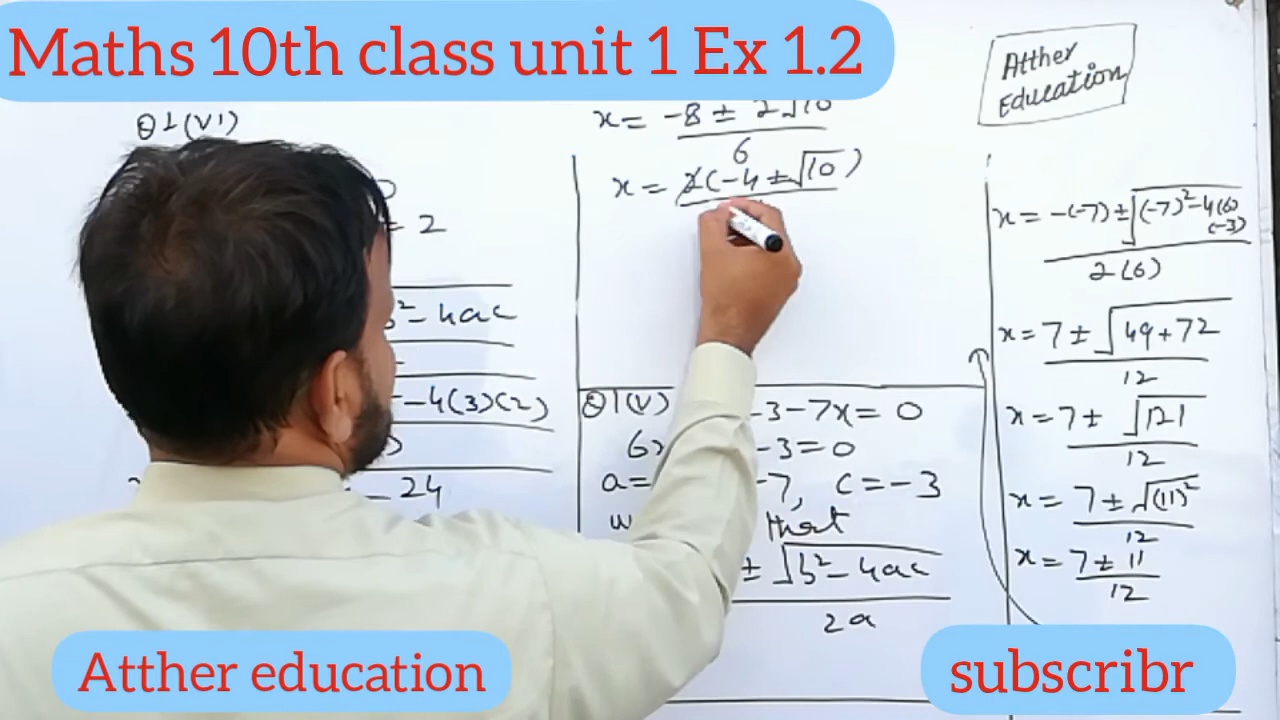 Maths 10th class unit 1 Ex 1.2
Atther
Education
Q1(VI)
= 2
b² - 4ac
-4(3)(2)
- 24
x = -8 ± 2√10
6
x = 2(-4 ± √10)
Q1(V) -3-7x = 0
-3=0
a= -7, c=-3
that
± √b² - 4ac
2a
x = -(-7) ± √(-7)² - 4(6)
(-3)
2(6)
x = 7 ± √49+72
12
x = 7 ± √121
12
x = 7 ± √(11)²
12
x = 7 ± 11
12
Atther education
subscribr